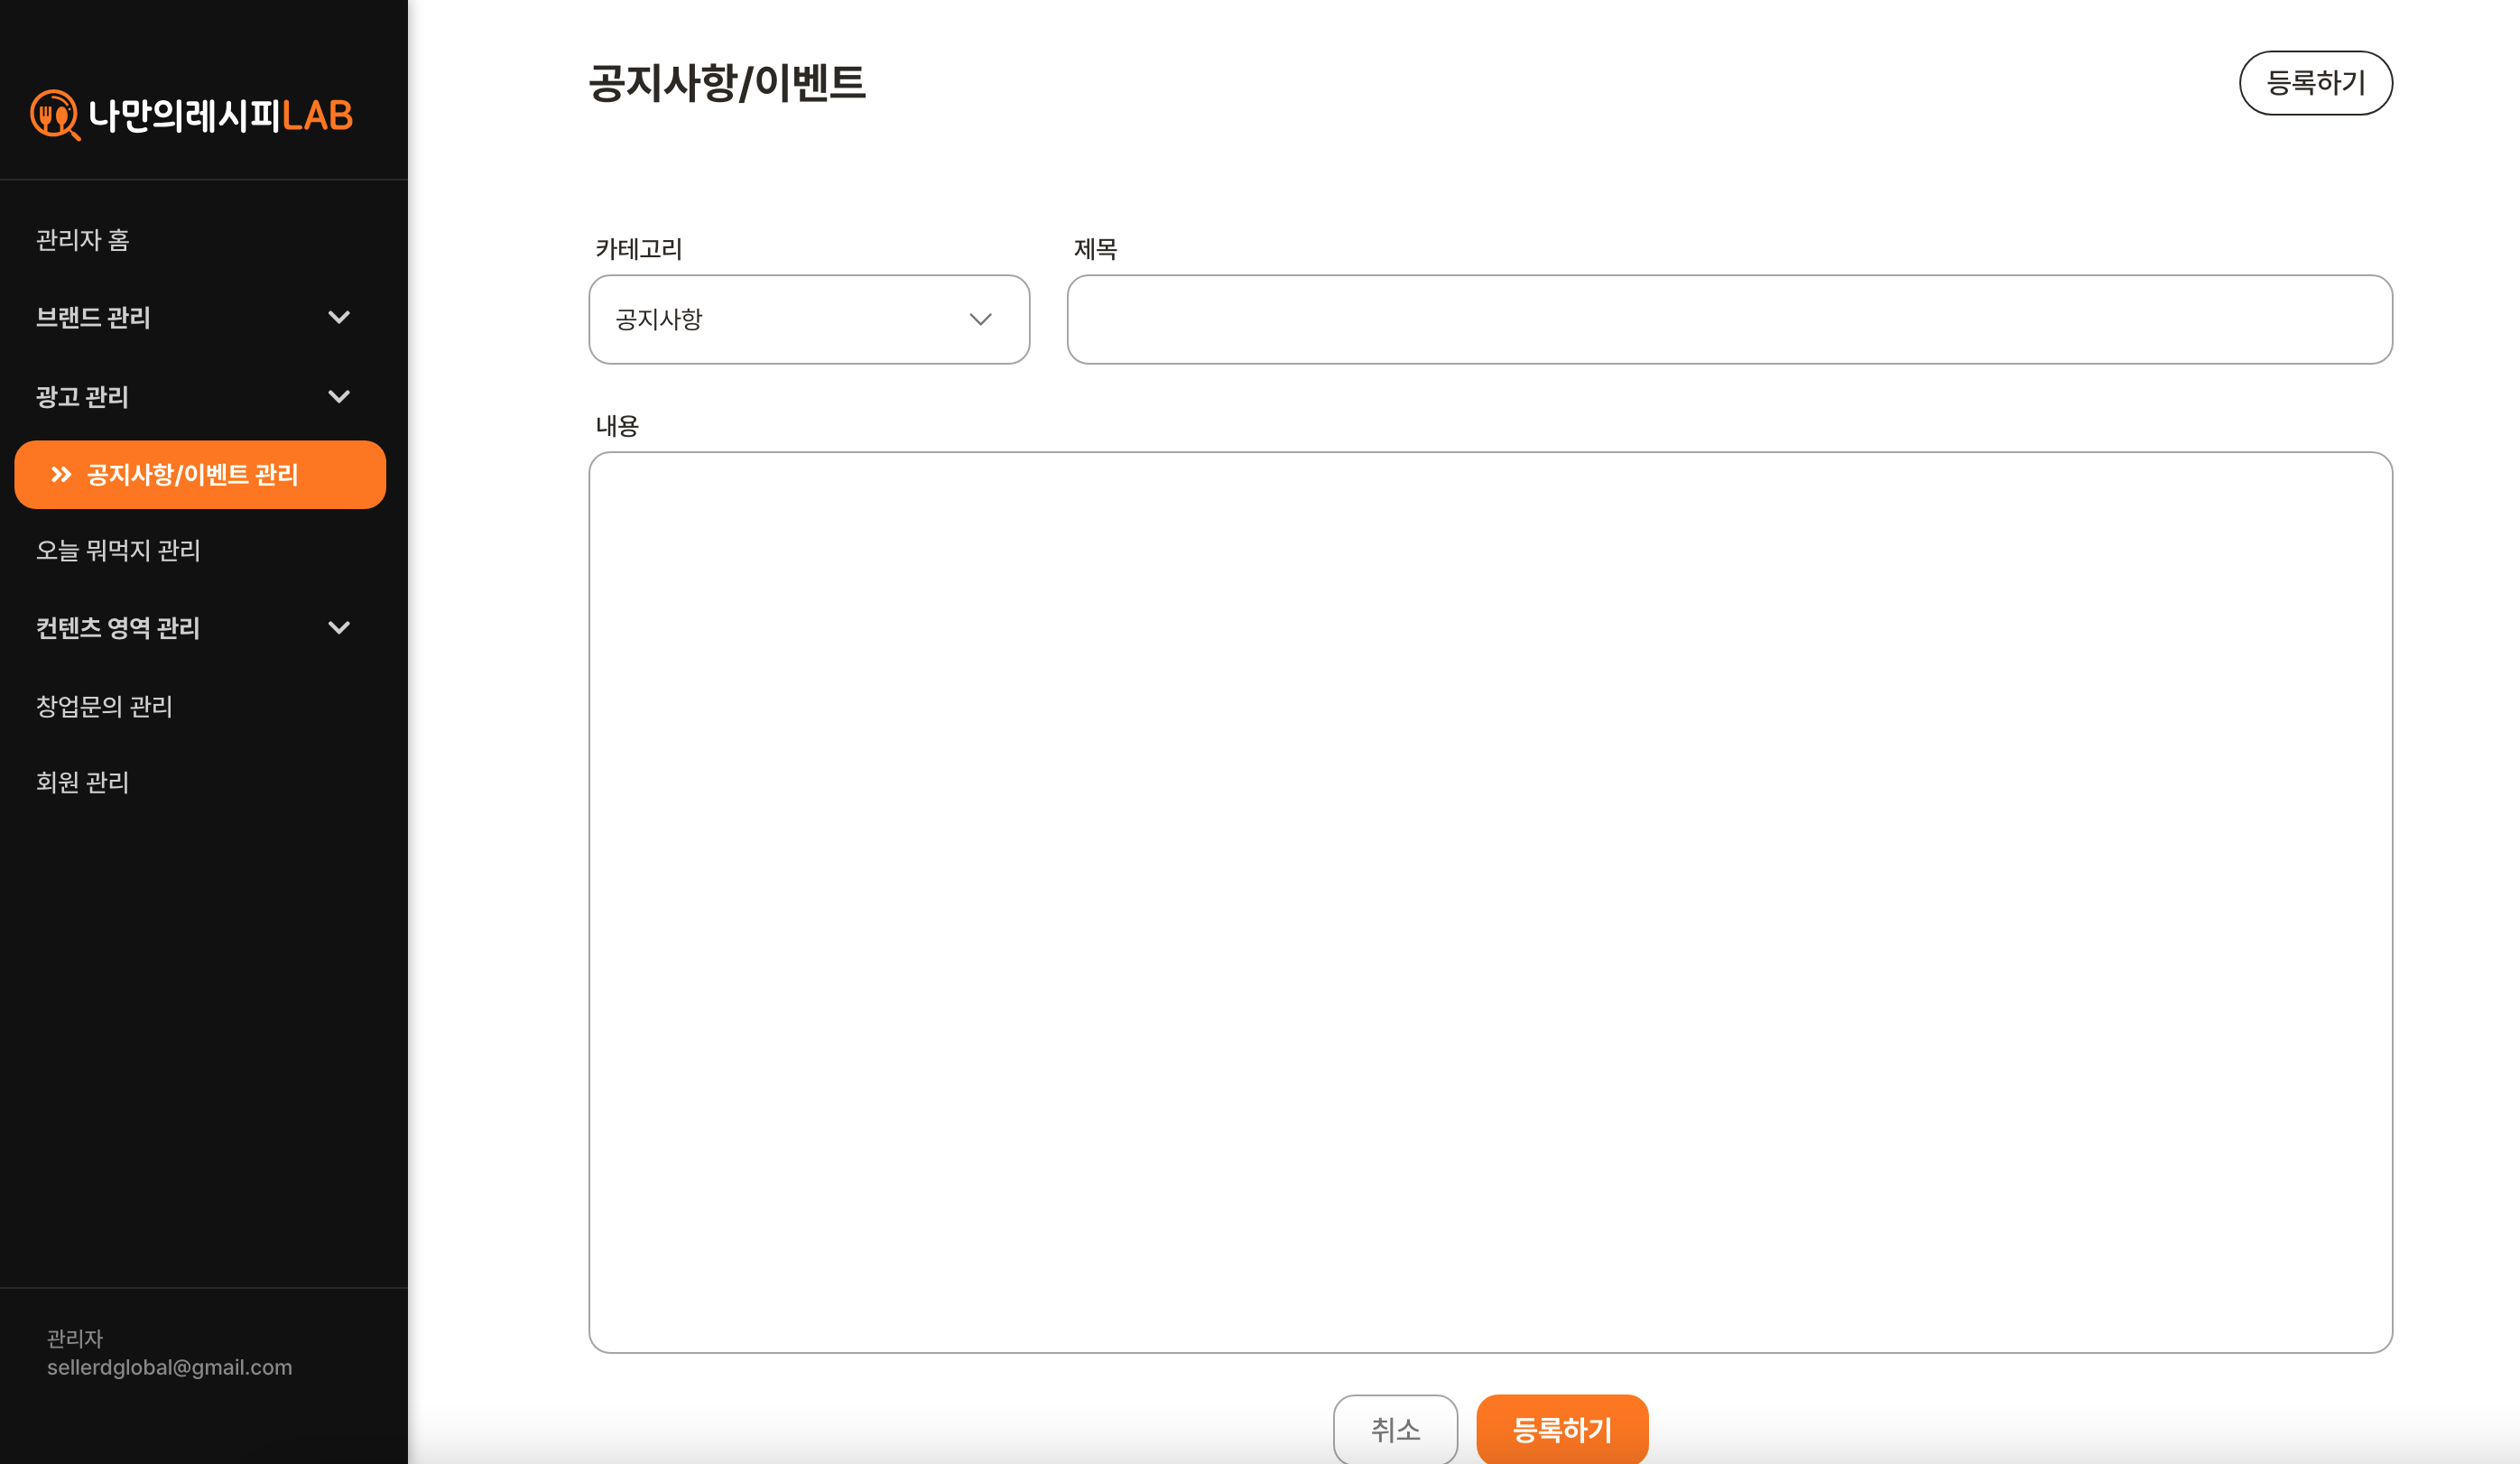 나만의레시피LAB
관리자 홈
브랜드 관리
광고 관리
공지사항/이벤트 관리
오늘 뭐먹지 관리
컨텐츠 영역 관리
창업문의 관리
회원 관리
관리자
sellerdglobal@gmail.com
공지사항/이벤트
등록하기
카테고리
제목
공지사항
내용
취소
등록하기